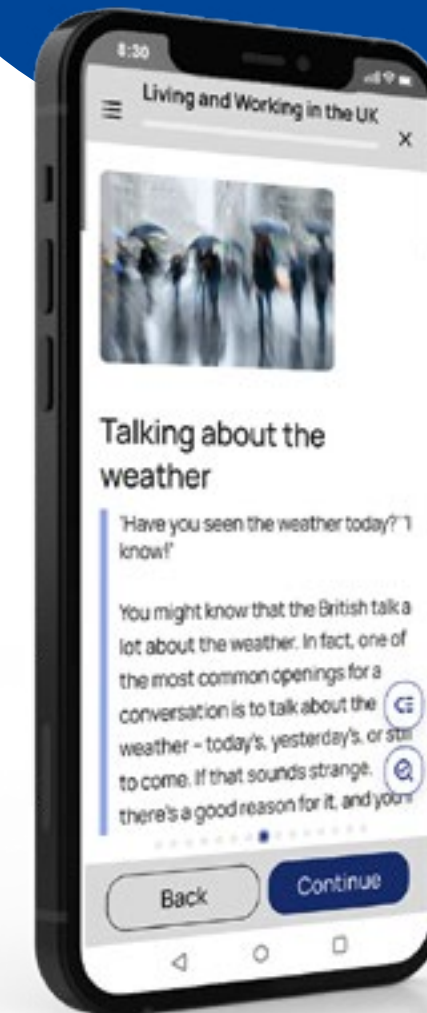 8:30
Living and Working in the UK
Talking about the
weather
'Have you seen the weather today?' 'I
know!'
You might know that the British talk a
lot about the weather. In fact, one of
the most common openings for a
conversation is to talk about the
weather – today's, yesterday's, or still
to come. If that sounds strange,
there's a good reason for it, and you'll
Back
Continue